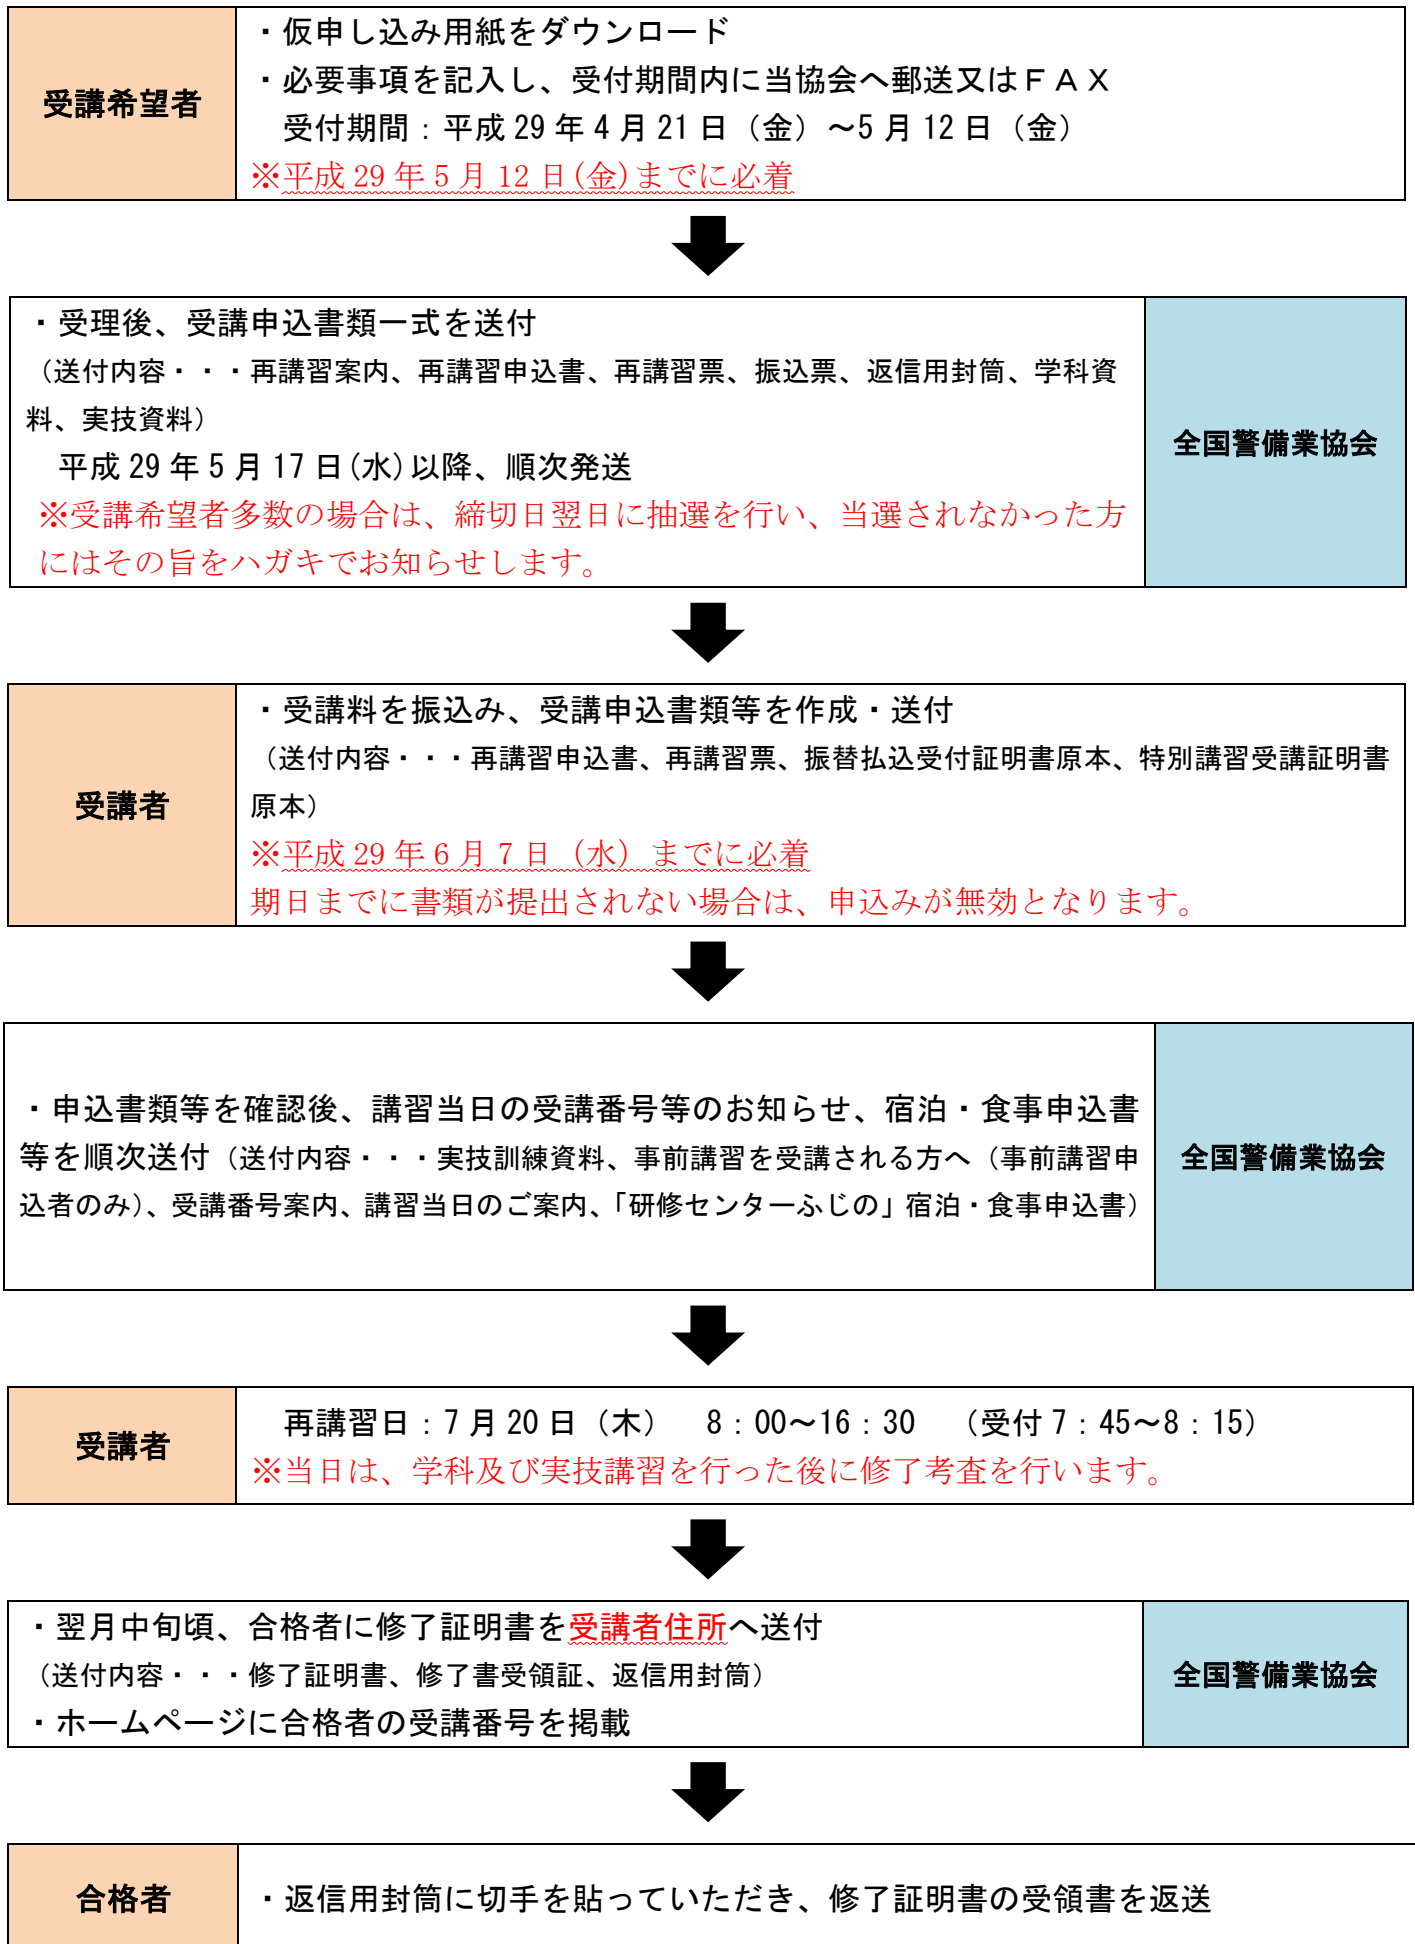 ・仮申し込み用紙をダウンロード
受講希望者
・必要事項を記入し、受付期間内に当協会へ郵送又はＦＡＸ
受付期間：平成 29 年 4 月 21 日（金）～5 月 12 日（金）
※平成 29 年 5 月 12 日(金)までに必着
・受理後、受講申込書類一式を送付
（送付内容・・・再講習案内、再講習申込書、再講習票、振込票、返信用封筒、学科資
料、実技資料）
全国警備業協会
平成 29 年 5 月 17 日(水)以降、順次発送
※受講希望者多数の場合は、締切日翌日に抽選を行い、当選されなかった方
にはその旨をハガキでお知らせします。
・受講料を振込み、受講申込書類等を作成・送付
（送付内容・・・再講習申込書、再講習票、振替払込受付証明書原本、特別講習受講証明書
受講者
原本）
※平成 29 年 6 月 7 日（水）までに必着
期日までに書類が提出されない場合は、申込みが無効となります。
・申込書類等を確認後、講習当日の受講番号等のお知らせ、宿泊・食事申込書
等を順次送付（送付内容・・・実技訓練資料、事前講習を受講される方へ（事前講習申
全国警備業協会
込者のみ）、受講番号案内、講習当日のご案内、「研修センターふじの」宿泊・食事申込書）
再講習日：7 月 20 日（木）　8：00～16：30　（受付 7：45～8：15）
受講者
※当日は、学科及び実技講習を行った後に修了考査を行います。
・翌月中旬頃、合格者に修了証明書を受講者住所へ送付
（送付内容・・・修了証明書、修了書受領証、返信用封筒）
全国警備業協会
・ホームページに合格者の受講番号を掲載
合格者
・返信用封筒に切手を貼っていただき、修了証明書の受領書を返送